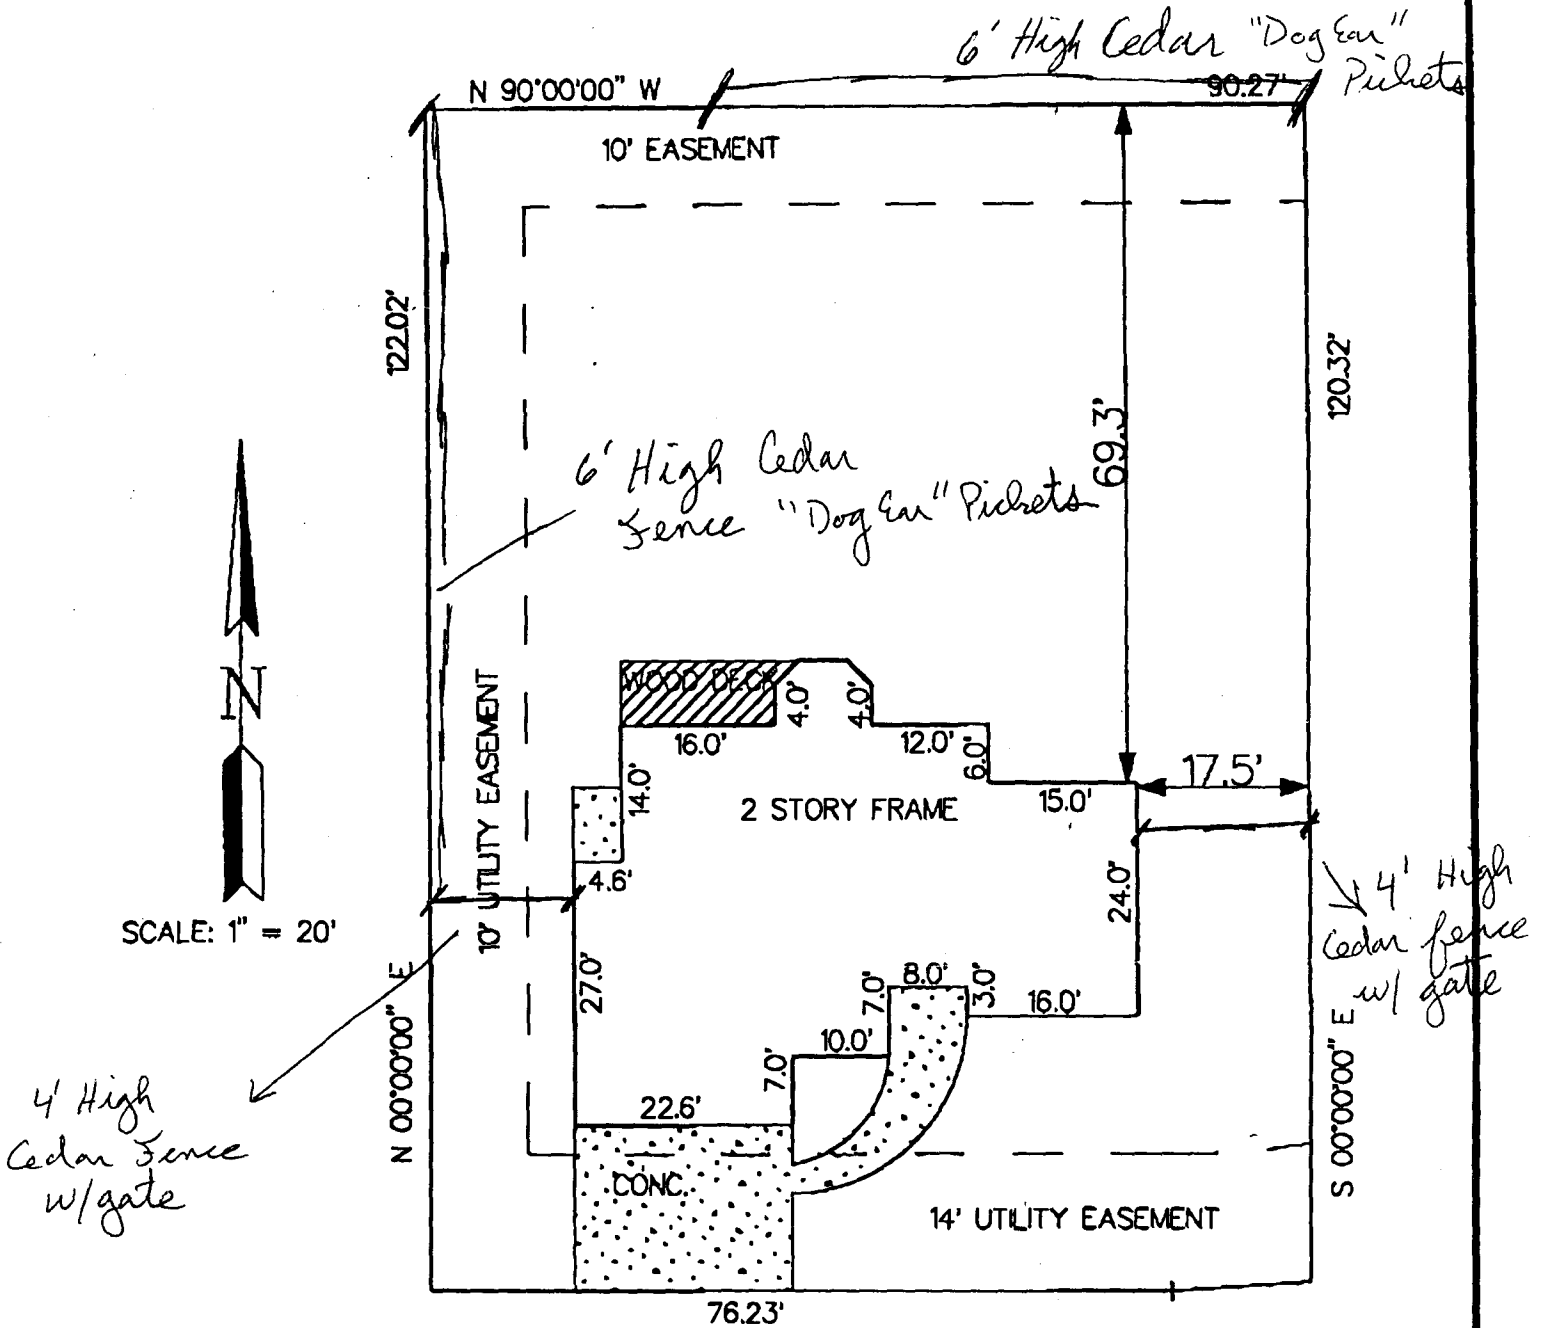 6' High Cedar "Dog Ear"
Pickets
N 90°00'00" W
90.27'
10' EASEMENT
122.02'
120.32'
69.3'
6' High Cedar
Fence "Dog Ear" Pickets
N
SCALE: 1" = 20'
10' UTILITY EASEMENT
WOOD DECK
4.0'
4.0'
16.0'
12.0'
6.0'
14.0'
2 STORY FRAME
15.0'
17.5'
4.6'
24.0'
4' High
Cedar fence
w/ gate
27.0'
7.0'
8.0'
3.0'
16.0'
10.0'
7.0'
N 00°00'00" E
S 00°00'00" E
4' High
Cedar Fence
w/gate
22.6'
CONC.
14' UTILITY EASEMENT
76.23'